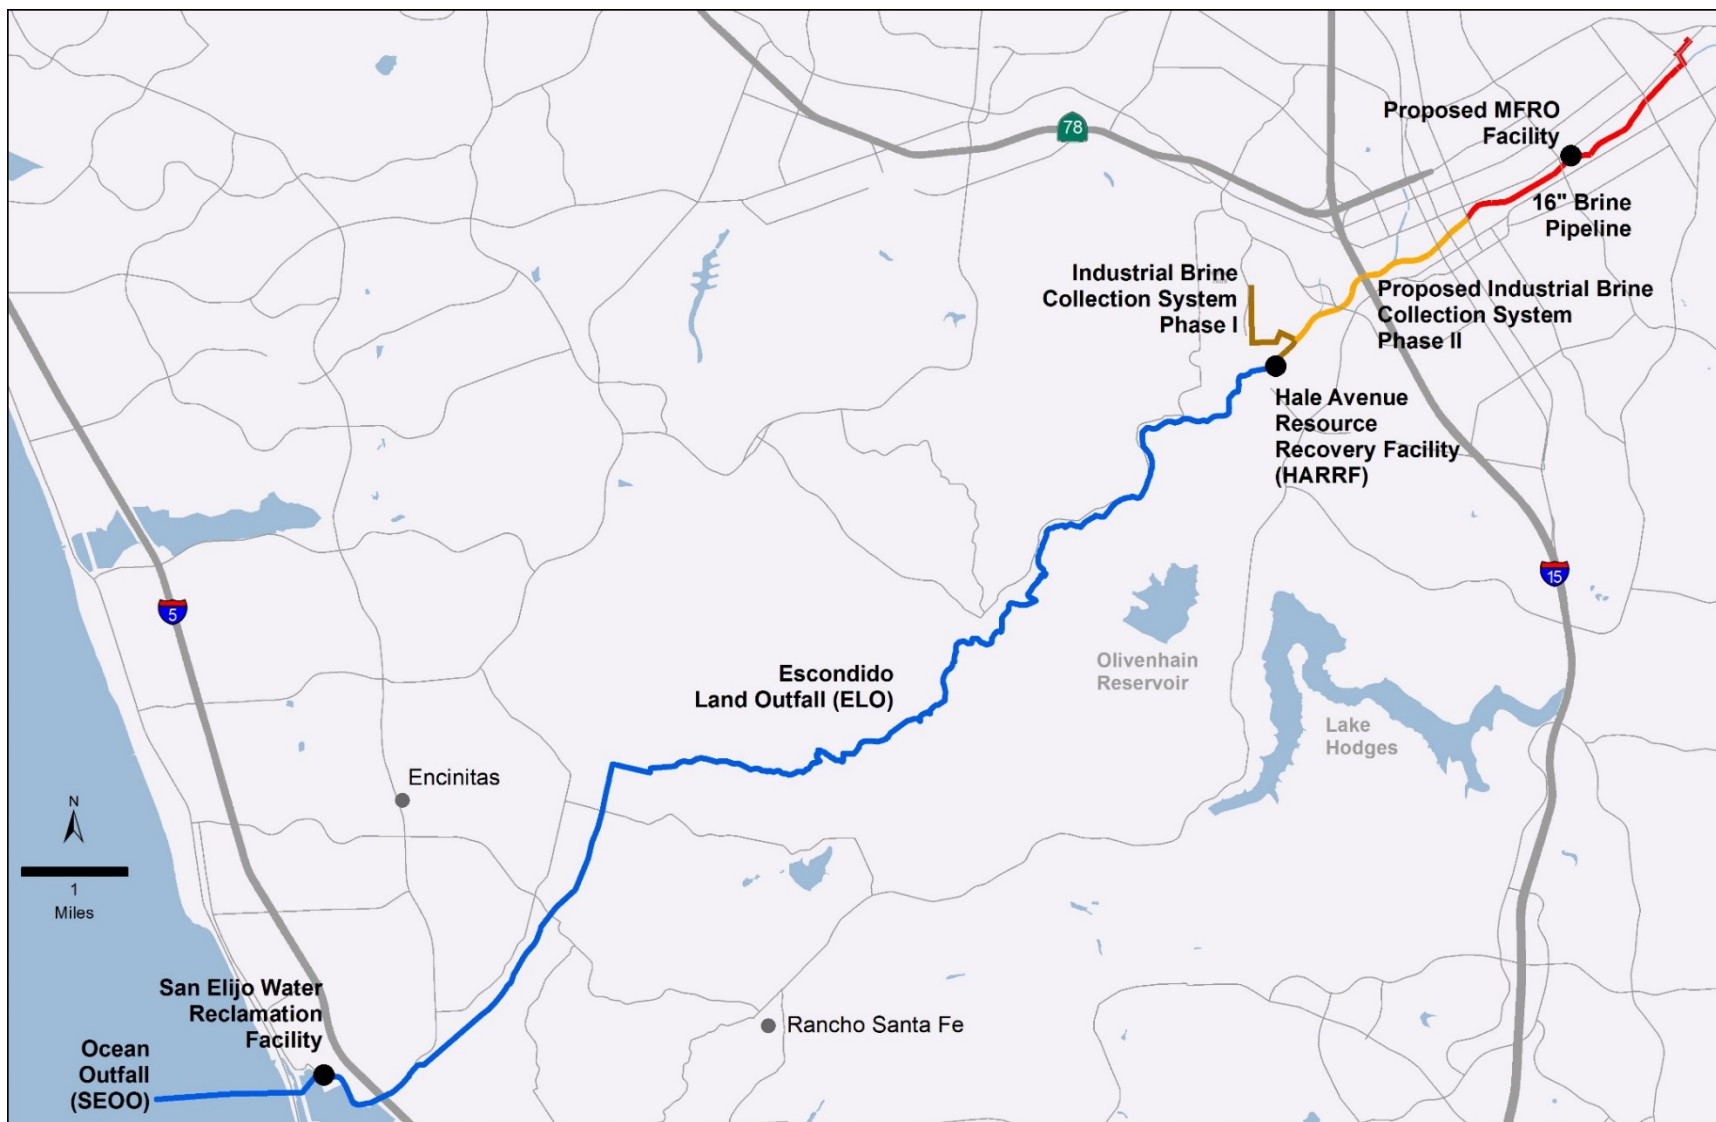 78
Proposed MFRO
Facility
16" Brine
Pipeline
Industrial Brine
Collection System
Phase I
Proposed Industrial Brine
Collection System
Phase II
Hale Avenue
Resource
Recovery Facility
(HARRF)
15
5
Olivenhain
Reservoir
Escondido
Land Outfall (ELO)
Lake
Hodges
Encinitas
N
1
Miles
San Elijo Water
Reclamation
Facility
Rancho Santa Fe
Ocean
Outfall
(SEOO)